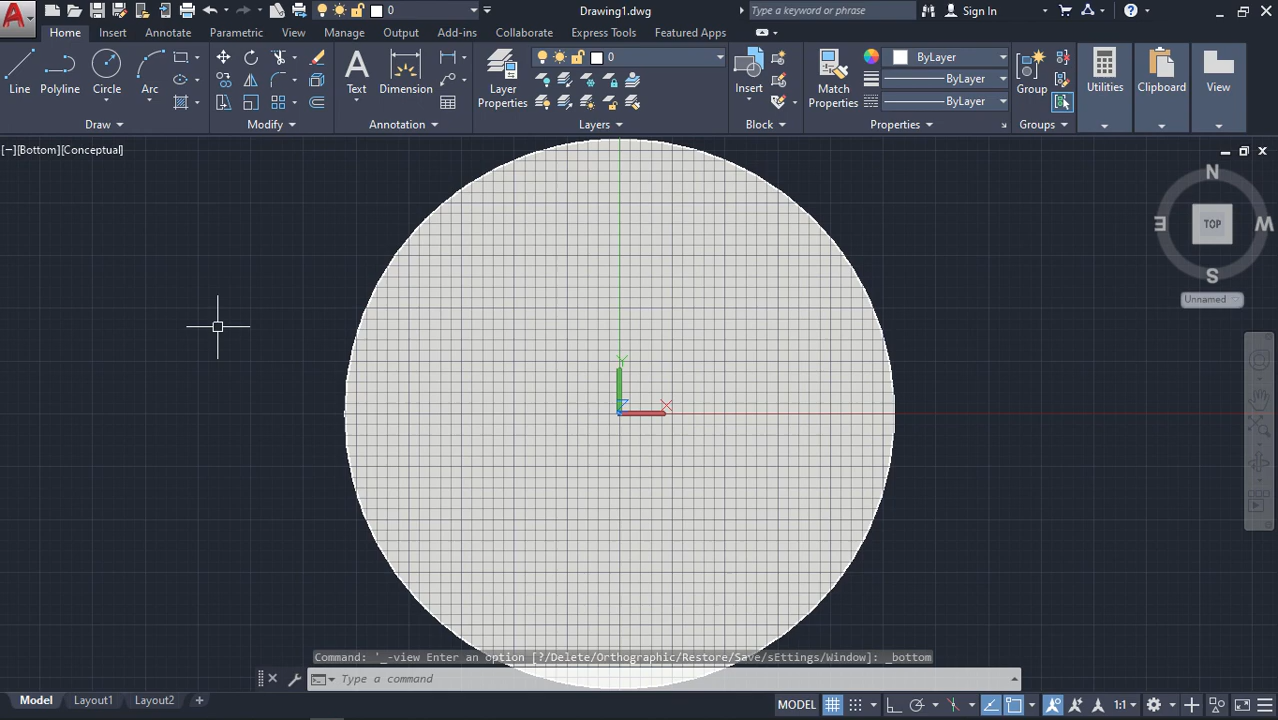 A 0 Drawing1.dwg Type a keyword or phrase Sign In ?
Home Insert Annotate Parametric View Manage Output Add-ins Collaborate Express Tools Featured Apps
Line Polyline Circle Arc
Draw
Modify
A Text Dimension
Annotation
Layer Properties
0
Layers
Insert
Block
Match Properties
ByLayer
ByLayer
ByLayer
Properties
Group
Groups
Utilities
Clipboard
View
[−][Bottom][Conceptual]
N
E TOP W
S
Unnamed
Y
X
Z
Command: '_-view Enter an option [?/Delete/Orthographic/Restore/Save/sEttings/Window]: _bottom
Type a command
Model Layout1 Layout2 + MODEL 1:1